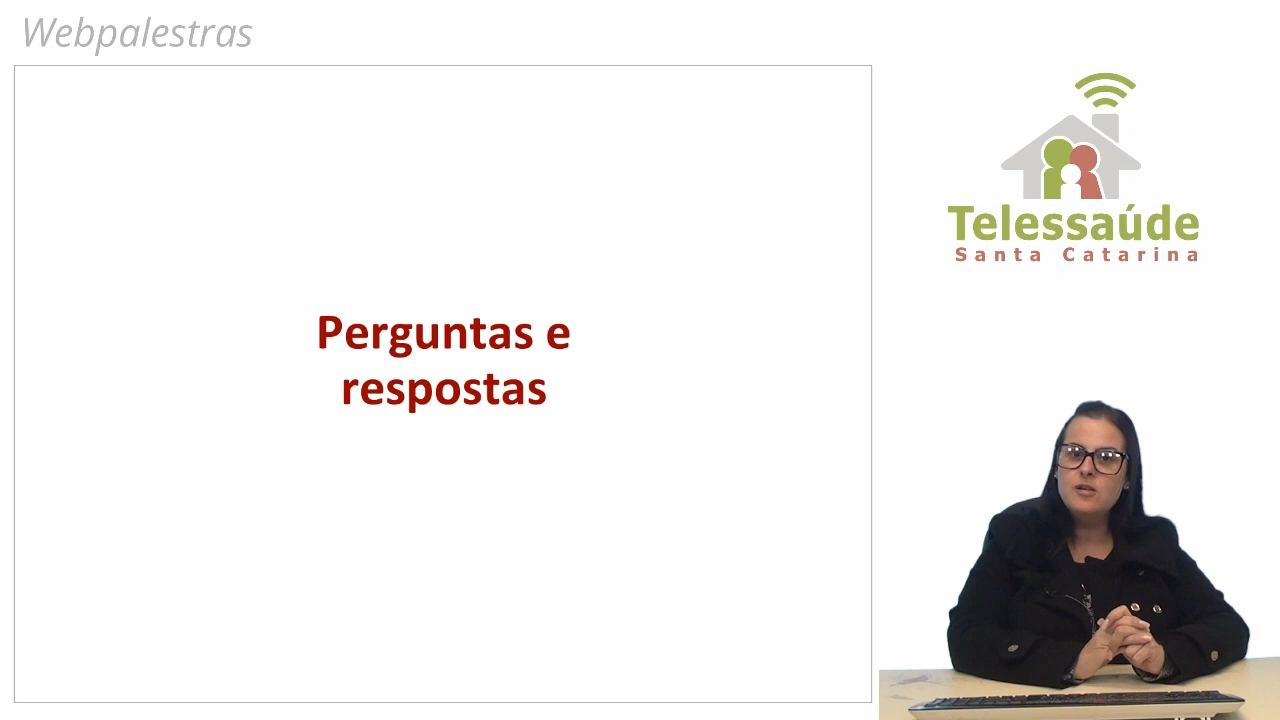 Webpalestras
Telessaúde
Santa Catarina
Perguntas e
respostas